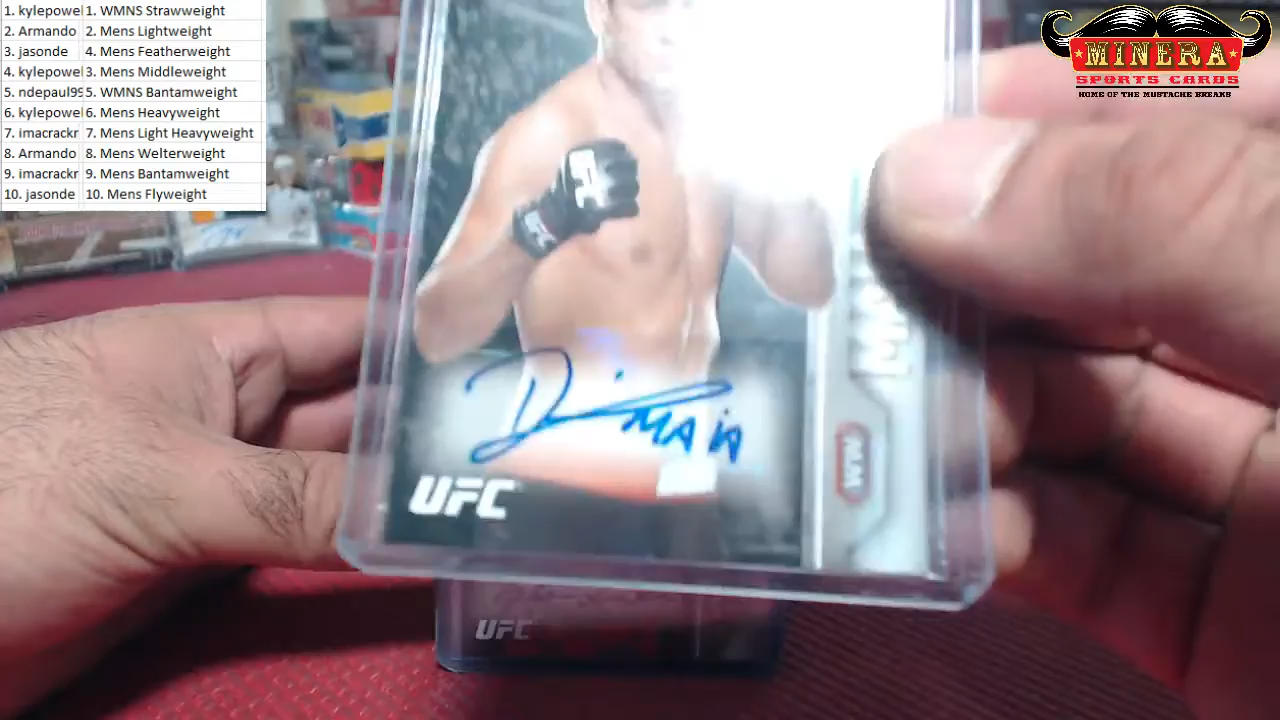 1. kylepowel 1. WMNS Strawweight
2. Armando 2. Mens Lightweight
3. jasonde 4. Mens Featherweight
4. kylepowel 3. Mens Middleweight
5. ndepaul99 5. WMNS Bantamweight
6. kylepowel 6. Mens Heavyweight
7. imacrackr 7. Mens Light Heavyweight
8. Armando 8. Mens Welterweight
9. imacrackr 9. Mens Bantamweight
10. jasonde 10. Mens Flyweight
MINERA
SPORTS CARDS
HOME OF THE MUSTACHE BREAKS
UFC
UFC
MAIA
UFC
UFC